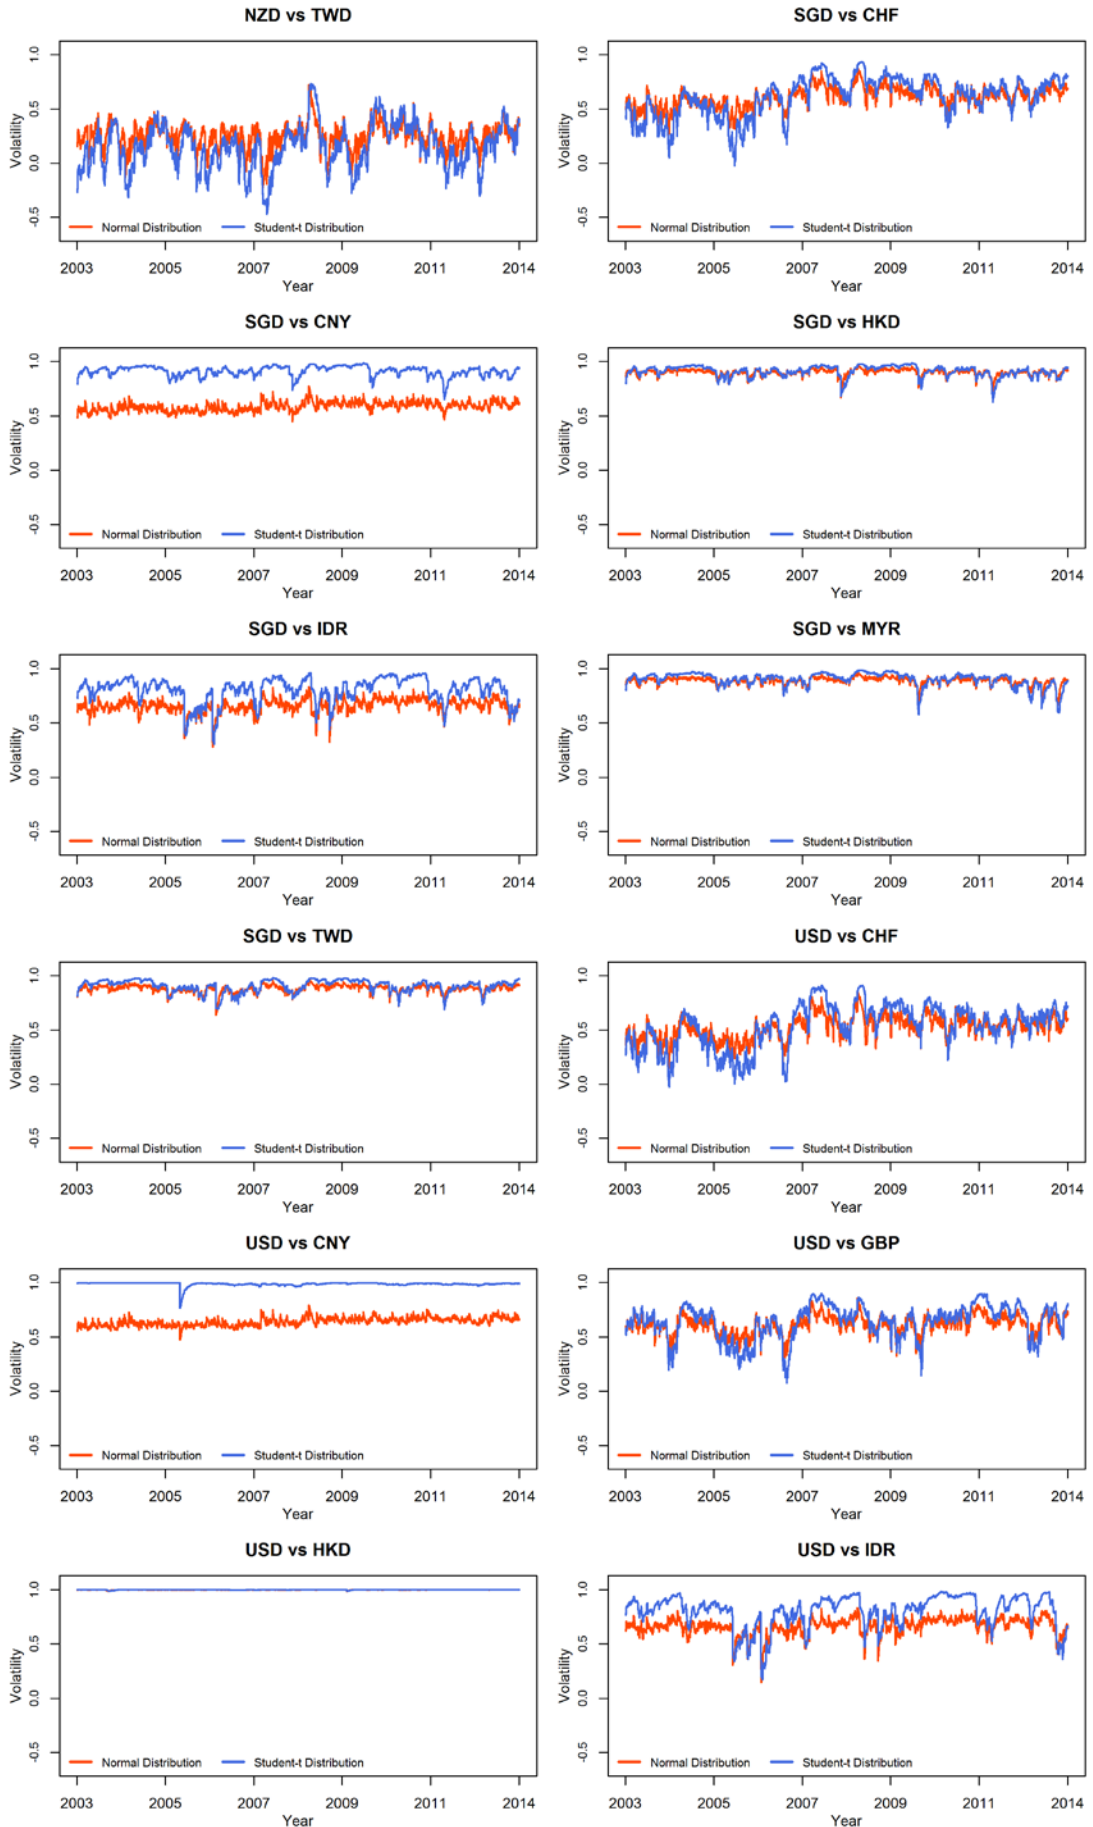 NZD vs TWD
Volatility
1.0
0.5
0.0
-0.5
Normal Distribution Student-t Distribution
2003 2005 2007 2009 2011 2014
Year
SGD vs CHF
Volatility
1.0
0.5
0.0
-0.5
Normal Distribution Student-t Distribution
2003 2005 2007 2009 2011 2014
Year
SGD vs CNY
Volatility
1.0
0.5
0.0
-0.5
Normal Distribution Student-t Distribution
2003 2005 2007 2009 2011 2014
Year
SGD vs HKD
Volatility
1.0
0.5
0.0
-0.5
Normal Distribution Student-t Distribution
2003 2005 2007 2009 2011 2014
Year
SGD vs IDR
Volatility
1.0
0.5
0.0
-0.5
Normal Distribution Student-t Distribution
2003 2005 2007 2009 2011 2014
Year
SGD vs MYR
Volatility
1.0
0.5
0.0
-0.5
Normal Distribution Student-t Distribution
2003 2005 2007 2009 2011 2014
Year
SGD vs TWD
Volatility
1.0
0.5
0.0
-0.5
Normal Distribution Student-t Distribution
2003 2005 2007 2009 2011 2014
Year
USD vs CHF
Volatility
1.0
0.5
0.0
-0.5
Normal Distribution Student-t Distribution
2003 2005 2007 2009 2011 2014
Year
USD vs CNY
Volatility
1.0
0.5
0.0
-0.5
Normal Distribution Student-t Distribution
2003 2005 2007 2009 2011 2014
Year
USD vs GBP
Volatility
1.0
0.5
0.0
-0.5
Normal Distribution Student-t Distribution
2003 2005 2007 2009 2011 2014
Year
USD vs HKD
Volatility
1.0
0.5
0.0
-0.5
Normal Distribution Student-t Distribution
2003 2005 2007 2009 2011 2014
Year
USD vs IDR
Volatility
1.0
0.5
0.0
-0.5
Normal Distribution Student-t Distribution
2003 2005 2007 2009 2011 2014
Year